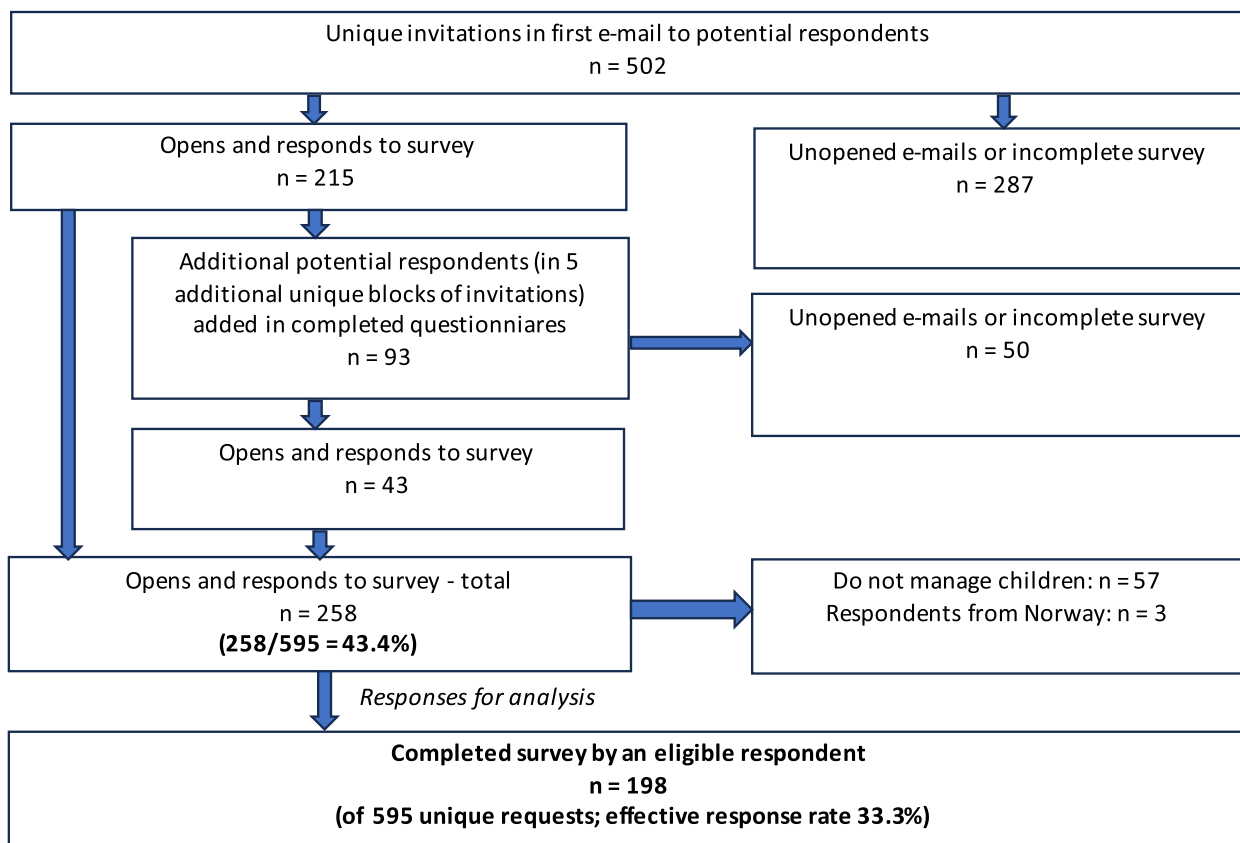 Unique invitations in first e-mail to potential respondents
n = 502
Opens and responds to survey
n = 215
Unopened e-mails or incomplete survey
n = 287
Additional potential respondents (in 5
additional unique blocks of invitations)
added in completed questionniares
n = 93
Unopened e-mails or incomplete survey
n = 50
Opens and responds to survey
n = 43
Opens and responds to survey - total
n = 258
(258/595 = 43.4%)
Do not manage children: n = 57
Respondents from Norway: n = 3
Responses for analysis
Completed survey by an eligible respondent
n = 198
(of 595 unique requests; effective response rate 33.3%)